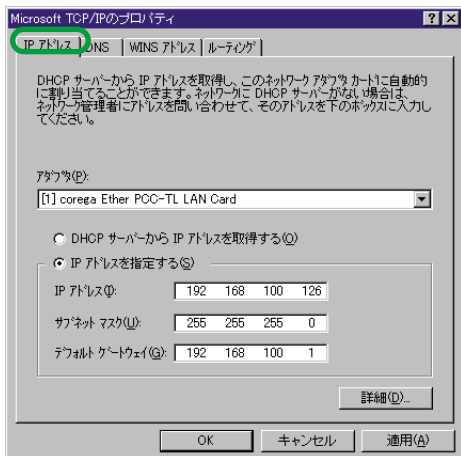 Microsoft TCP/IPのプロパティ
IP アドレス DNS WINS アドレス ルーティング
DHCP サーバーから IP アドレスを取得し、このネットワーク アダプタ カードに自動的
に割り当てることができます。ネットワークに DHCP サーバーがない場合は、
ネットワーク管理者にアドレスを問い合わせて、そのアドレスを下のボックスに入力し
てください。
アダプタ(P):
[1] corega Ether PCC-TL LAN Card
DHCP サーバーから IP アドレスを取得する(O)
IP アドレスを指定する(S)
IP アドレス(I): 192 168 100 126
サブネット マスク(U): 255 255 255 0
デフォルト ゲートウェイ(G): 192 168 100 1
詳細(D)...
OK キャンセル 適用(A)